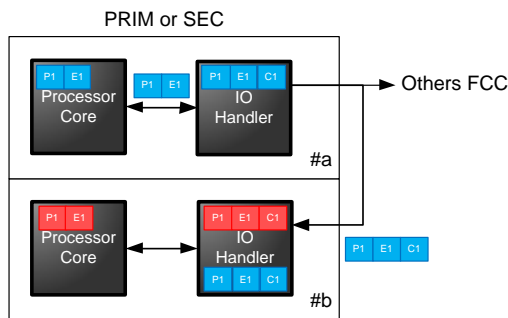 PRIM or SEC
P1 E1
P1 E1
P1 E1 C1
Processor
Core
IO
Handler
Others FCC
#a
P1 E1
P1 E1 C1
Processor
Core
IO
Handler
P1 E1 C1
P1 E1 C1
#b